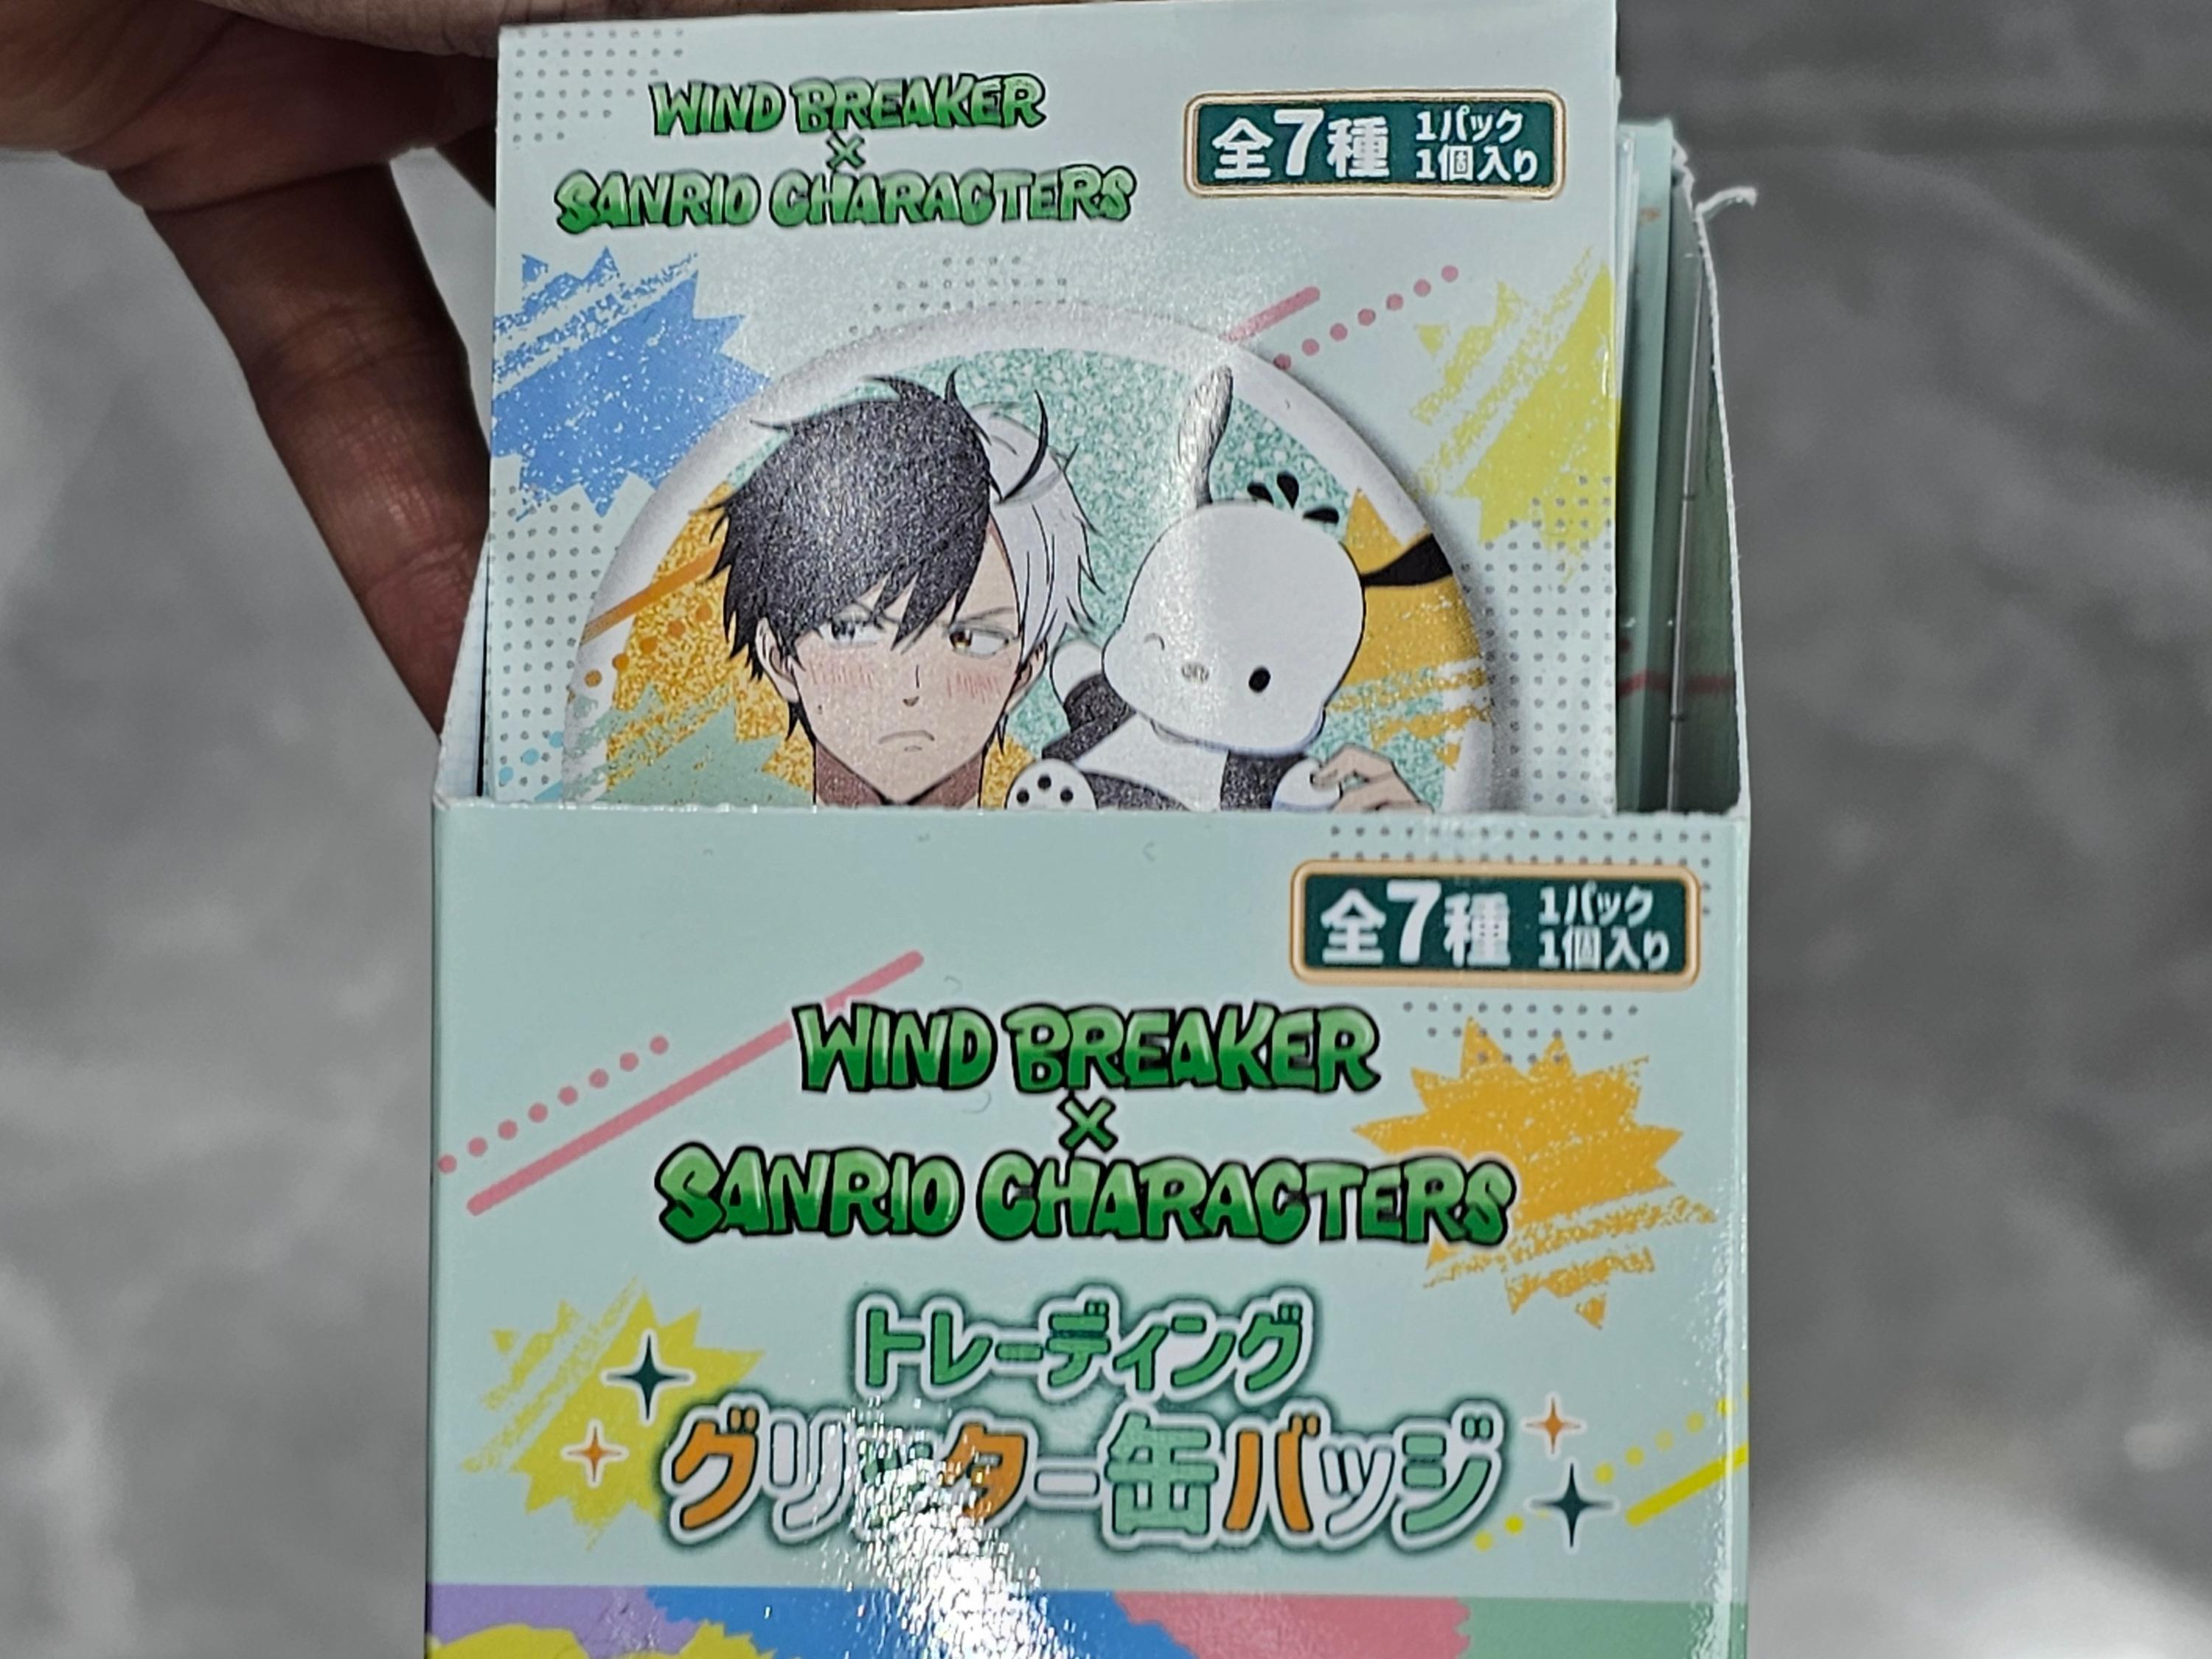 WIND BREAKER
×
SANRIO CHARACTERS
全7種
1パック
1個入り
全7種
1パック
1個入り
WIND BREAKER
×
SANRIO CHARACTERS
トレーディング
グリッター缶バッジ